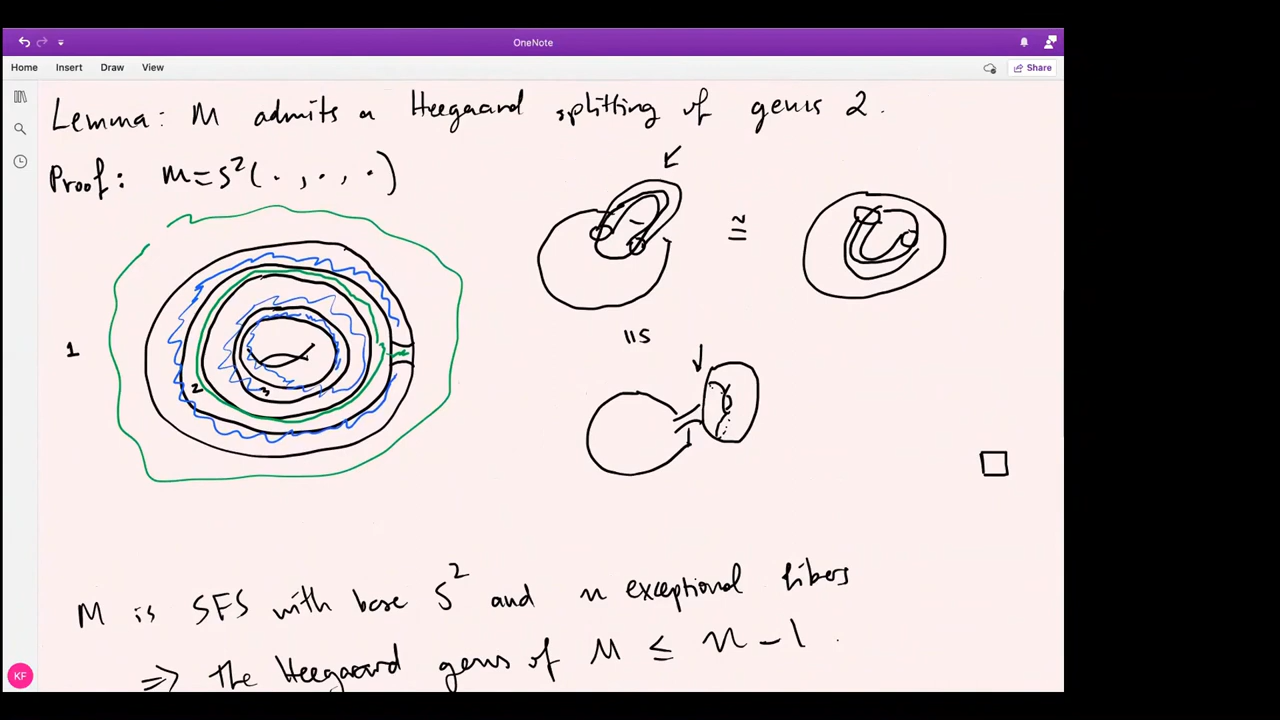 OneNote
Home Insert Draw View Share
Lemma: M admits a Heegaard splitting of genus 2.
Proof: M=S²( . , . , . )
≅
1
2
3
≅
M is SFS with base S² and n exceptional fibers
⇒ the Heegaard genus of M ≤ n-1.
KF